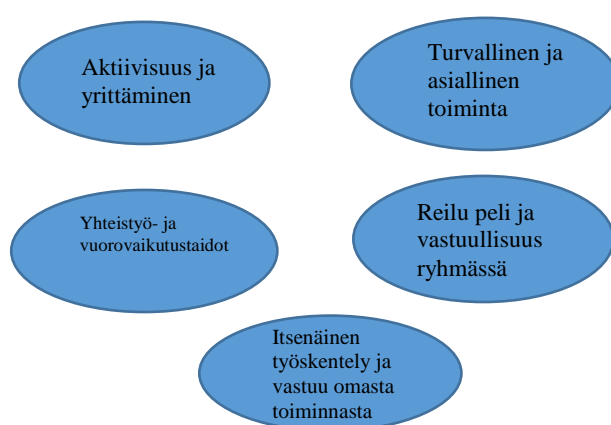 Aktiivisuus ja
yrittäminen
Turvallinen ja
asiallinen
toiminta
Yhteistyö- ja
vuorovaikutustaidot
Reilu peli ja
vastuullisuus
ryhmässä
Itsenäinen
työskentely ja
vastuu omasta
toiminnasta